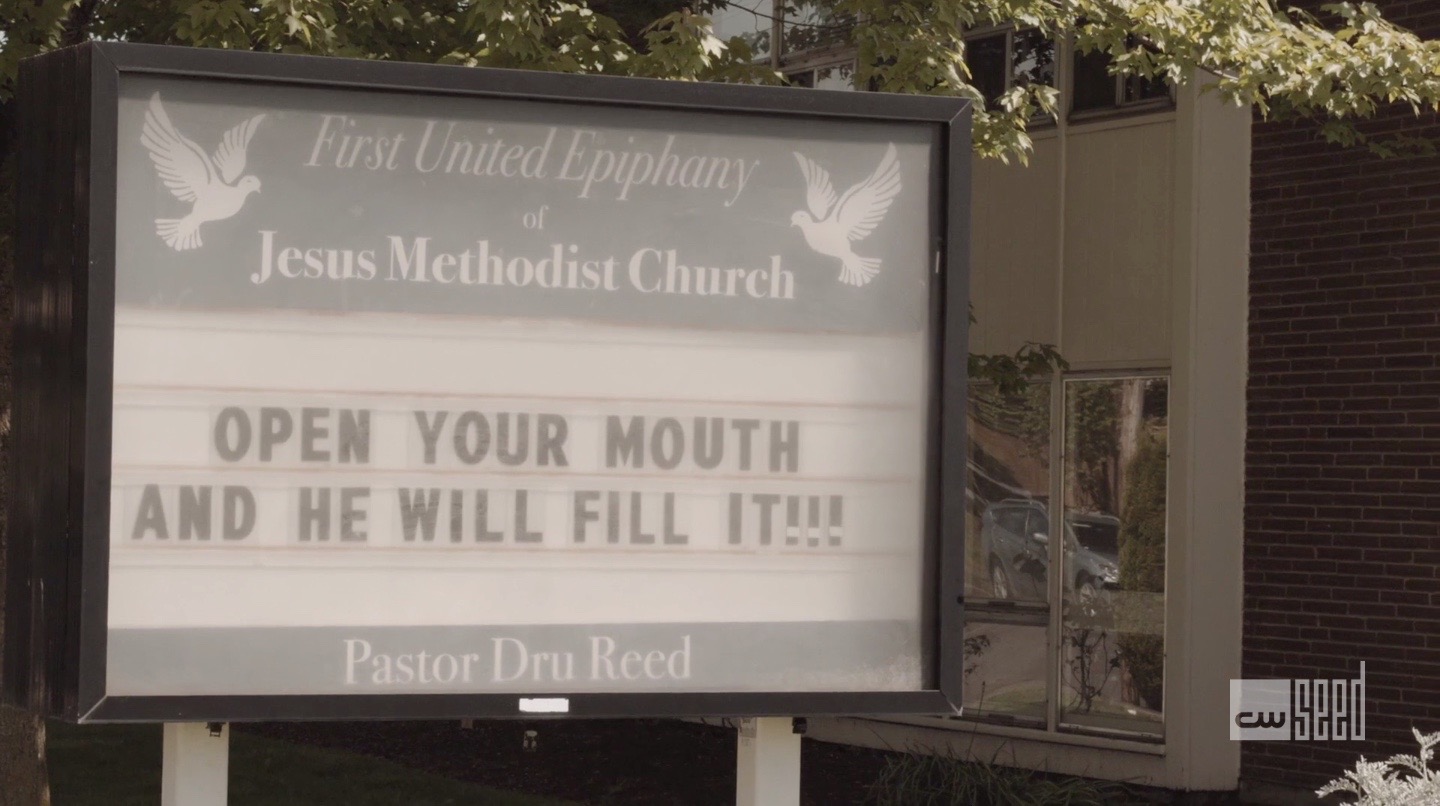 First United Epiphany
of
Jesus Methodist Church
OPEN YOUR MOUTH
AND HE WILL FILL IT!!!
Pastor Dru Reed
cw seed